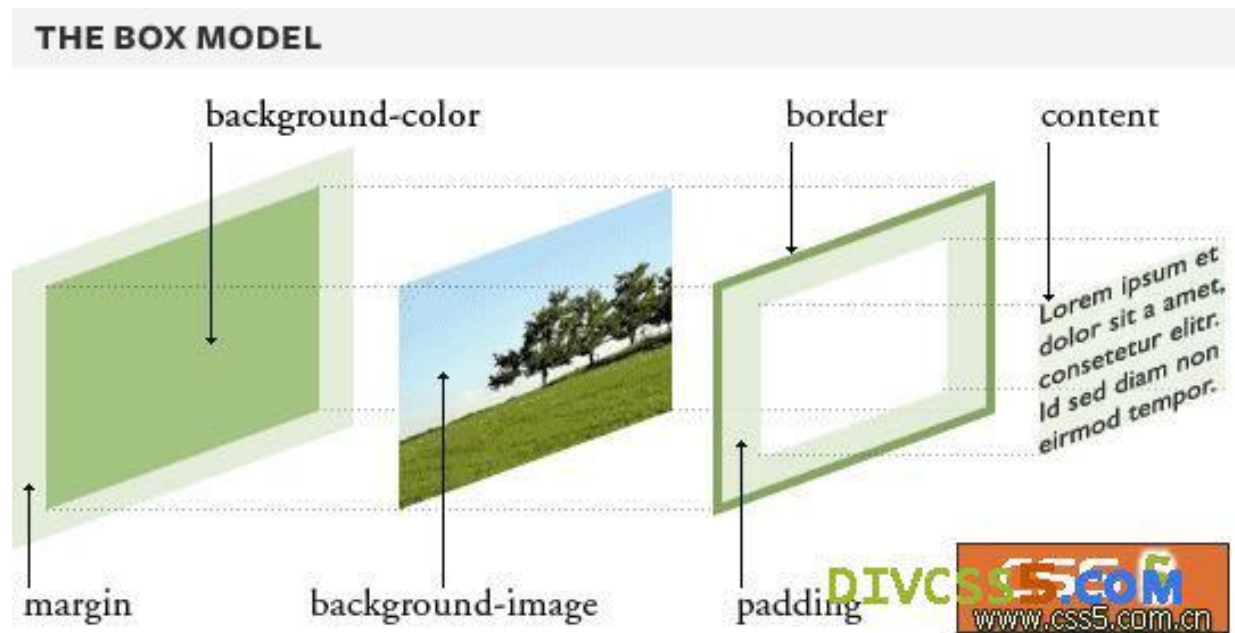 THE BOX MODEL
background-color
border
content
Lorem ipsum et
dolor sit a amet,
consetetur elitr.
Id sed diam non
eirmod tempor.
margin
background-image
padding
DIVCSS5.COM
www.css5.com.cn